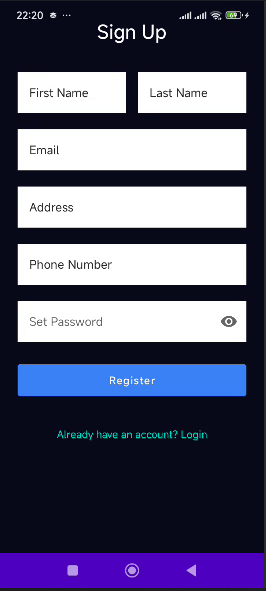 22:20
Sign Up
First Name Last Name
Email
Address
Phone Number
Set Password
Register
Already have an account? Login